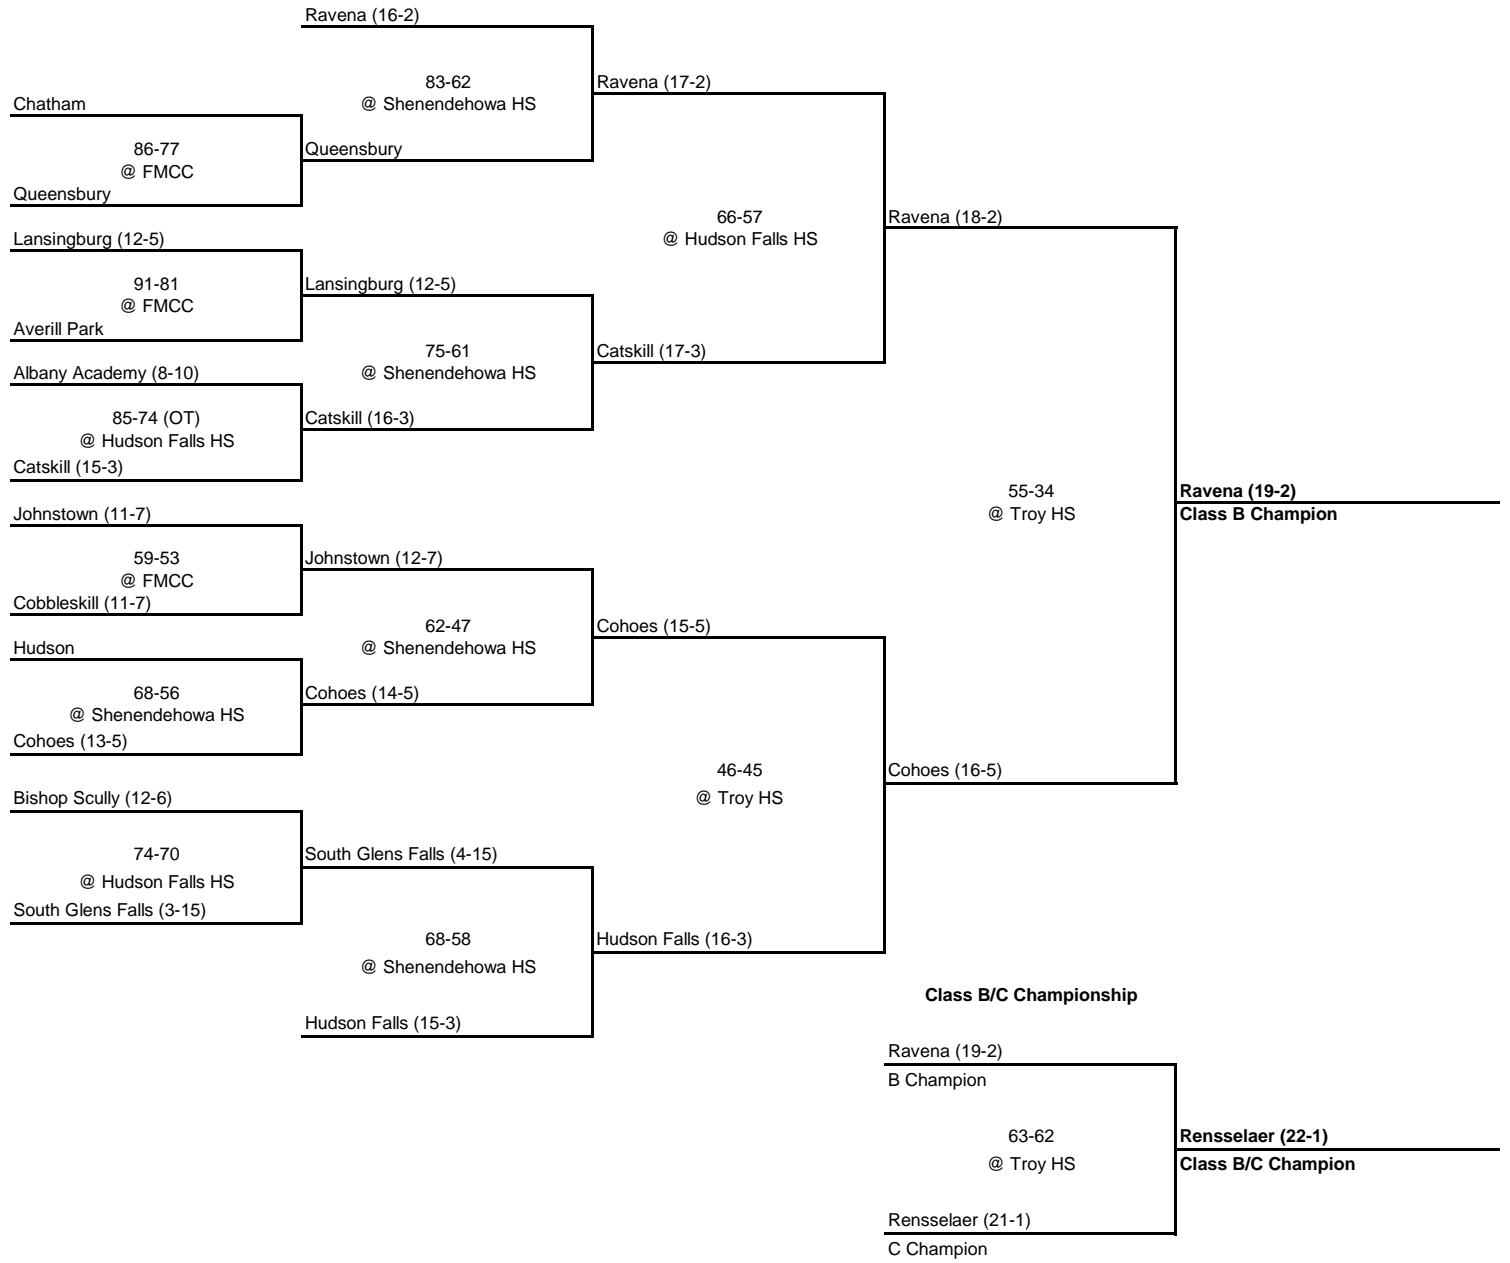 Ravena (16-2)
83-62
@ Shenendehowa HS
Ravena (17-2)
Chatham
86-77
@ FMCC
Queensbury
Queensbury
Lansingburg (12-5)
66-57
@ Hudson Falls HS
Ravena (18-2)
91-81
@ FMCC
Lansingburg (12-5)
Averill Park
75-61
@ Shenendehowa HS
Catskill (17-3)
Albany Academy (8-10)
85-74 (OT)
@ Hudson Falls HS
Catskill (16-3)
Catskill (15-3)
55-34
@ Troy HS
Ravena (19-2)
Class B Champion
Johnstown (11-7)
59-53
@ FMCC
Johnstown (12-7)
Cobbleskill (11-7)
62-47
@ Shenendehowa HS
Cohoes (15-5)
Hudson
68-56
@ Shenendehowa HS
Cohoes (14-5)
Cohoes (13-5)
46-45
@ Troy HS
Cohoes (16-5)
Bishop Scully (12-6)
74-70
@ Hudson Falls HS
South Glens Falls (4-15)
South Glens Falls (3-15)
68-58
@ Shenendehowa HS
Hudson Falls (16-3)
Hudson Falls (15-3)
Class B/C Championship
Ravena (19-2)
B Champion
63-62
@ Troy HS
Rensselaer (22-1)
Class B/C Champion
Rensselaer (21-1)
C Champion